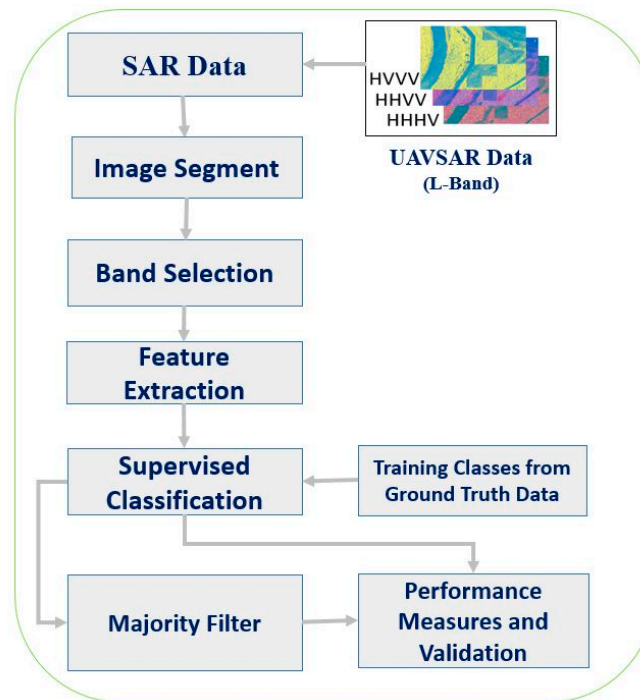 SAR Data
HVVV
HHVV
HHHV
UAVSAR Data
(L-Band)
Image Segment
Band Selection
Feature
Extraction
Supervised
Classification
Training Classes from
Ground Truth Data
Majority Filter
Performance
Measures and
Validation